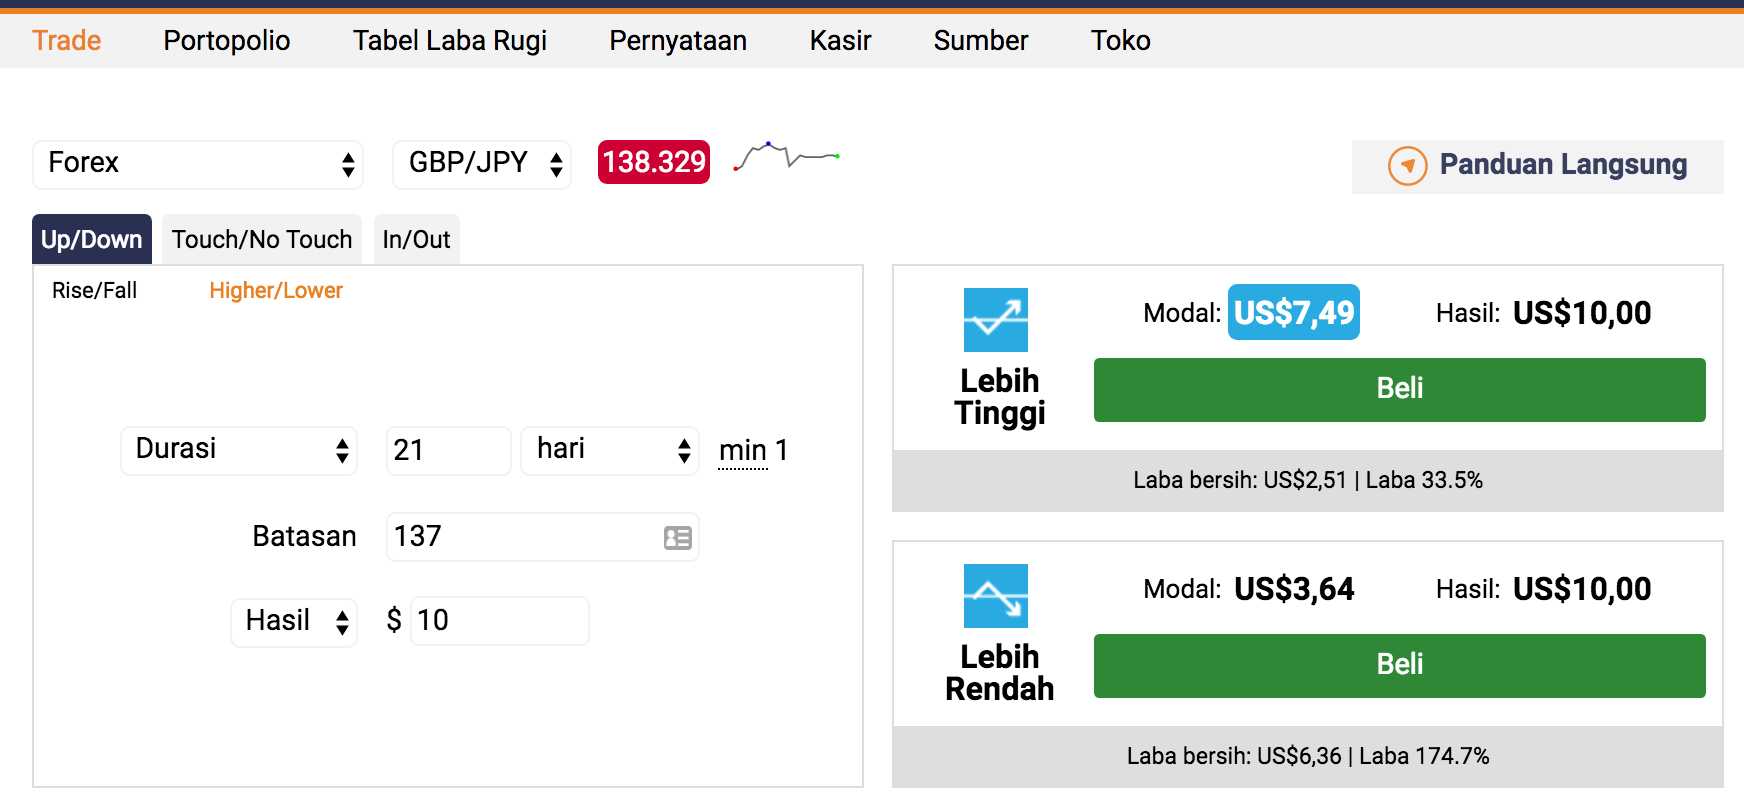 Trade Portopolio Tabel Laba Rugi Pernyataan Kasir Sumber Toko
Forex GBP/JPY 138.329 Panduan Langsung
Up/Down Touch/No Touch In/Out
Rise/Fall Higher/Lower
Durasi 21 hari min 1
Batasan 137
Hasil $ 10
Modal: US$7,49 Hasil: US$10,00
Lebih
Tinggi
Beli
Laba bersih: US$2,51 | Laba 33.5%
Modal: US$3,64 Hasil: US$10,00
Lebih
Rendah
Beli
Laba bersih: US$6,36 | Laba 174.7%